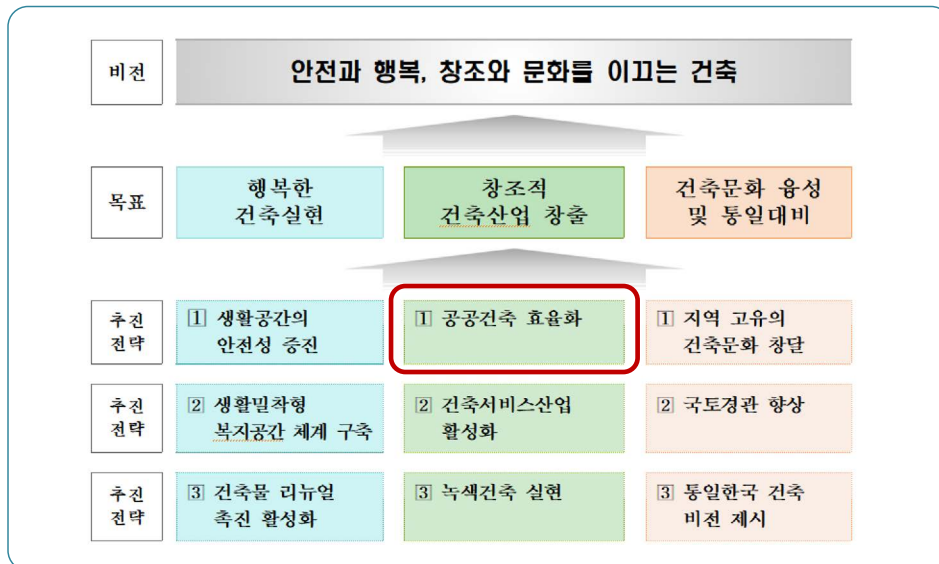 비전
안전과 행복, 창조와 문화를 이끄는 건축
목표
행복한
건축실현
창조적
건축산업 창출
건축문화 융성
및 통일대비
추진
전략
1 생활공간의
안전성 증진
1 공공건축 효율화
1 지역 고유의
건축문화 창달
추진
전략
2 생활밀착형
복지공간 체계 구축
2 건축서비스산업
활성화
2 국토경관 향상
추진
전략
3 건축물 리뉴얼
촉진 활성화
3 녹색건축 실현
3 통일한국 건축
비전 제시